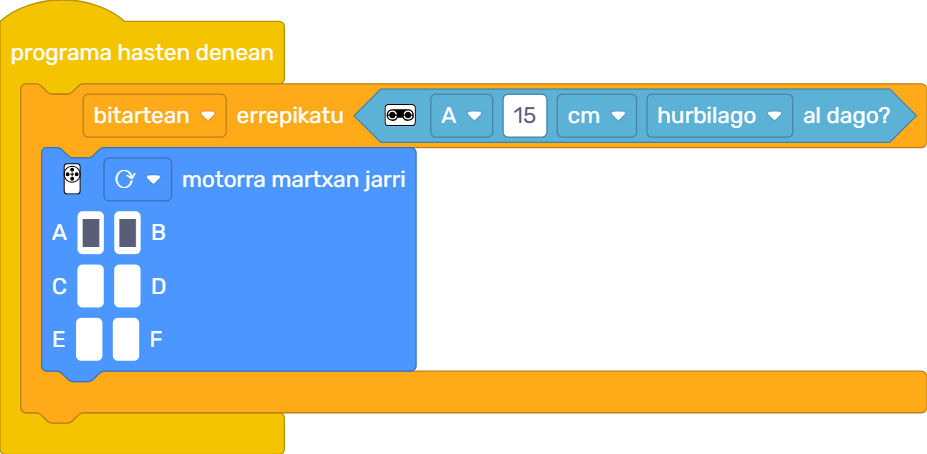 programa hasten denean
bitartean errepikatu A 15 cm hurbilago al dago?
motorra martxan jarri
A B
C D
E F